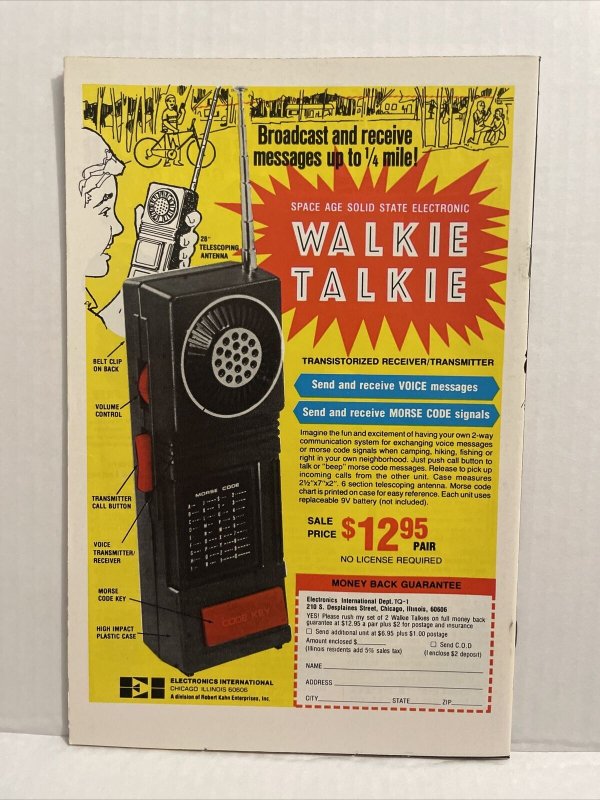 Broadcast and receive
messages up to 1/4 mile!
SPACE AGE SOLID STATE ELECTRONIC
WALKIE
TALKIE
28"
TELESCOPING
ANTENNA
BELT CLIP
ON BACK
VOLUME
CONTROL
TRANSMITTER
CALL BUTTON
VOICE
TRANSMITTER/
RECEIVER
MORSE
CODE KEY
HIGH IMPACT
PLASTIC CASE
MORSE CODE
CODE KEY
TRANSISTORIZED RECEIVER/TRANSMITTER
Send and receive VOICE messages
Send and receive MORSE CODE signals
Imagine the fun and excitement of having your own 2-way
communication system for exchanging voice messages
or morse code signals when camping, hiking, fishing or
right in your own neighborhood. Just push call button to
talk or "beep" morse code messages. Release to pick up
incoming calls from the other unit. Case measures
2½"x7"x2". 6 section telescoping antenna. Morse code
chart is printed on case for easy reference. Each unit uses
replaceable 9V battery (not included).
SALE
PRICE $12.95
PAIR
NO LICENSE REQUIRED
MONEY BACK GUARANTEE
Electronics International Dept. TQ-1
210 S. Desplaines Street, Chicago, Illinois, 60606
YES! Please rush my set of 2 Walkie Talkies on full money back
guarantee at $12.95 a pair plus $2 for postage and insurance
Send additional unit at $6.95 plus $1.00 postage
Amount enclosed $
Send C.O.D
(Illinois residents add 5% sales tax) (I enclose $2 deposit)
NAME
ADDRESS
CITY STATE ZIP
EI ELECTRONICS INTERNATIONAL
CHICAGO ILLINOIS 60606
A division of Robert Kahn Enterprises, Inc.